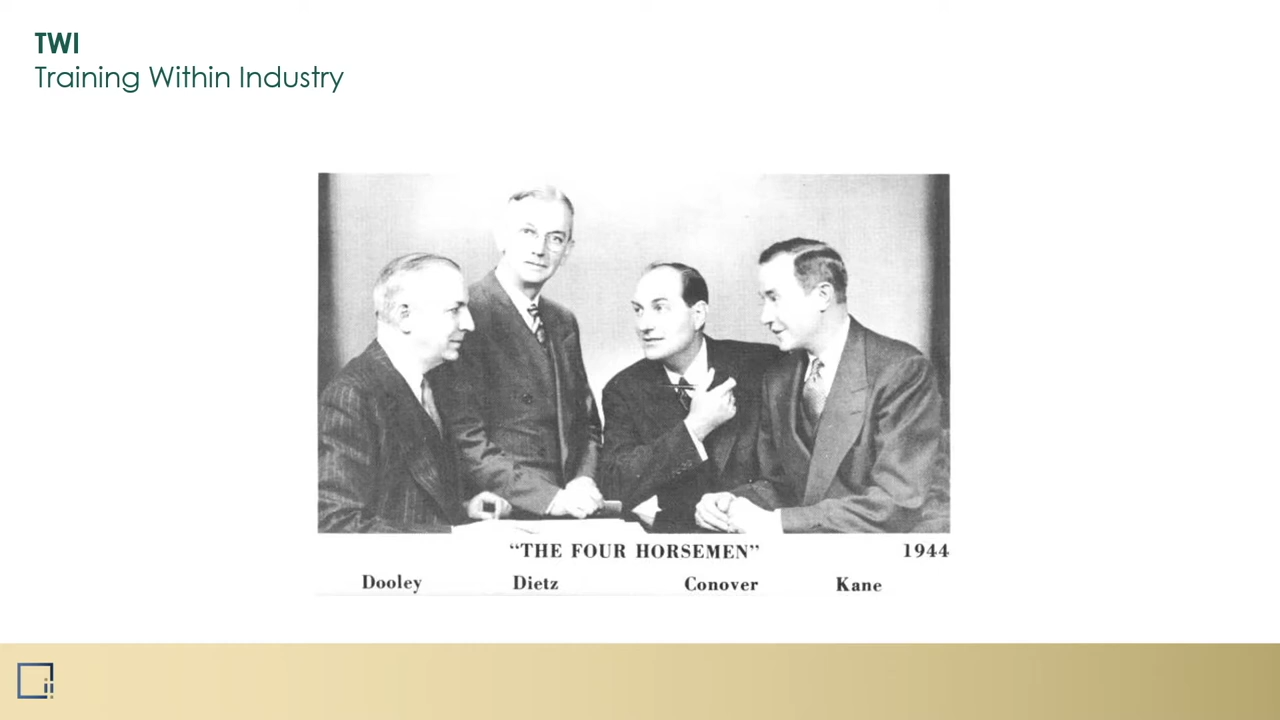 TWI
Training Within Industry
“THE FOUR HORSEMEN” 1944
Dooley Dietz Conover Kane